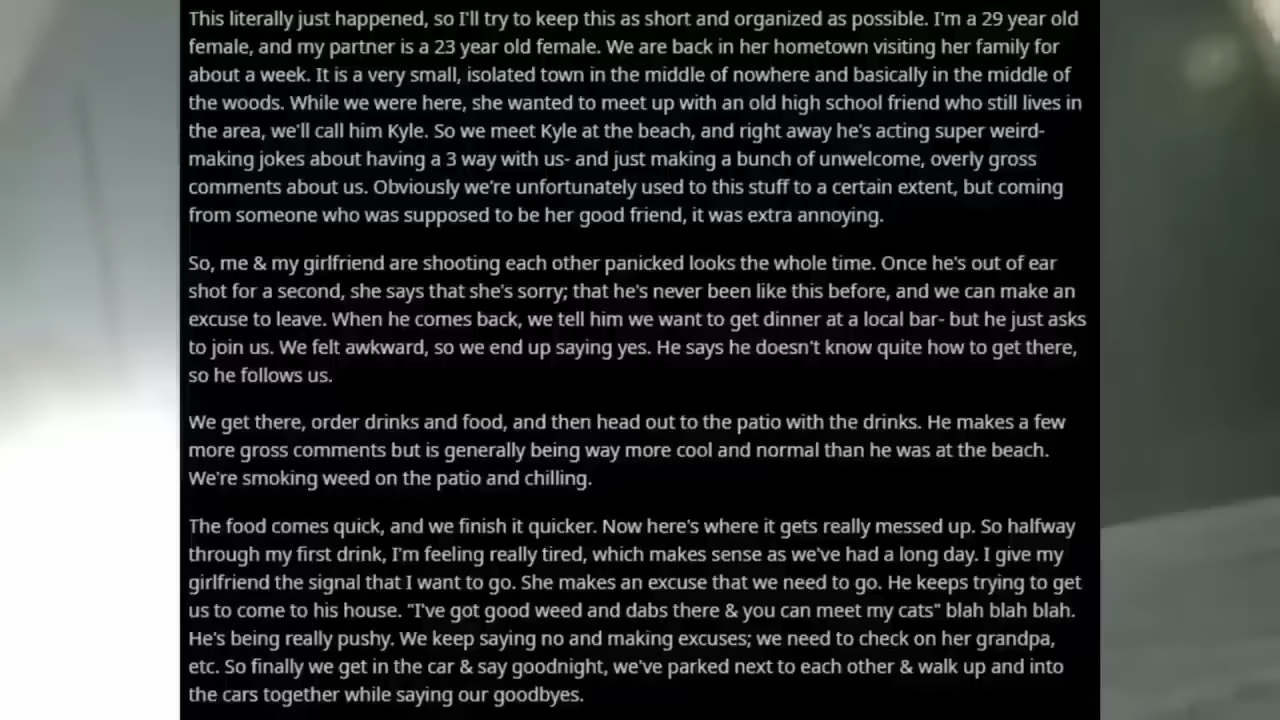 This literally just happened, so I'll try to keep this as short and organized as possible. I'm a 29 year old
female, and my partner is a 23 year old female. We are back in her hometown visiting her family for
about a week. It is a very small, isolated town in the middle of nowhere and basically in the middle of
the woods. While we were here, she wanted to meet up with an old high school friend who still lives in
the area, we'll call him Kyle. So we meet Kyle at the beach, and right away he's acting super weird-
making jokes about having a 3 way with us- and just making a bunch of unwelcome, overly gross
comments about us. Obviously we're unfortunately used to this stuff to a certain extent, but coming
from someone who was supposed to be her good friend, it was extra annoying.
So, me & my girlfriend are shooting each other panicked looks the whole time. Once he's out of ear
shot for a second, she says that she's sorry; that he's never been like this before, and we can make an
excuse to leave. When he comes back, we tell him we want to get dinner at a local bar- but he just asks
to join us. We felt awkward, so we end up saying yes. He says he doesn't know quite how to get there,
so he follows us.
We get there, order drinks and food, and then head out to the patio with the drinks. He makes a few
more gross comments but is generally being way more cool and normal than he was at the beach.
We're smoking weed on the patio and chilling.
The food comes quick, and we finish it quicker. Now here's where it gets really messed up. So halfway
through my first drink, I'm feeling really tired, which makes sense as we've had a long day. I give my
girlfriend the signal that I want to go. She makes an excuse that we need to go. He keeps trying to get
us to come to his house. "I've got good weed and dabs there & you can meet my cats" blah blah blah.
He's being really pushy. We keep saying no and making excuses; we need to check on her grandpa,
etc. So finally we get in the car & say goodnight, we've parked next to each other & walk up and into
the cars together while saying our goodbyes.